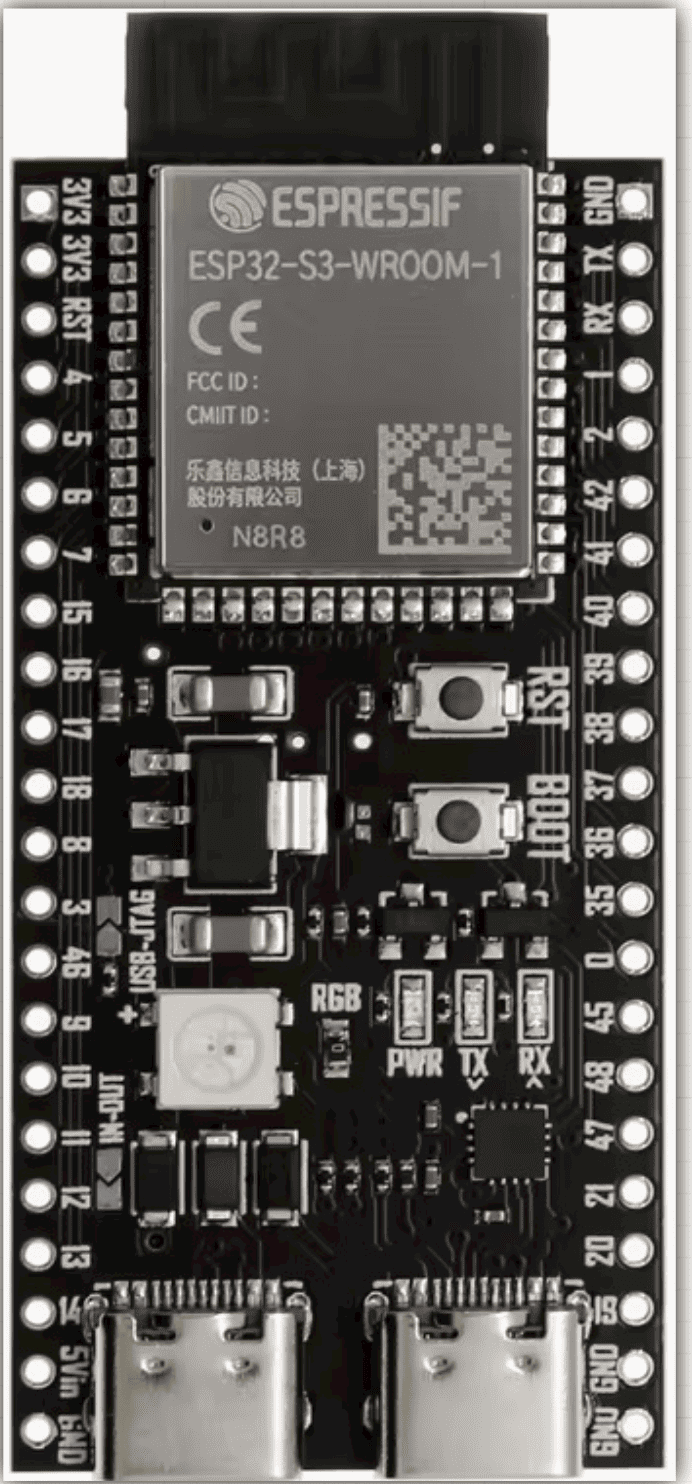 ESPRESSIF
ESP32-S3-WROOM-1
CE
FCC ID :
CMIIT ID :
乐鑫信息科技（上海）
股份有限公司
N8R8
3V3
3V3
RST
4
5
6
7
15
16
17
18
8
3
46
9
10
11
12
13
14
5Vin
GND
GND
TX
RX
1
2
42
41
40
39
38
37
36
35
0
45
48
47
21
20
19
GND
GND
RST
BOOT
USB-JTAG
RGB
PWR
TX
RX
IN-OUT